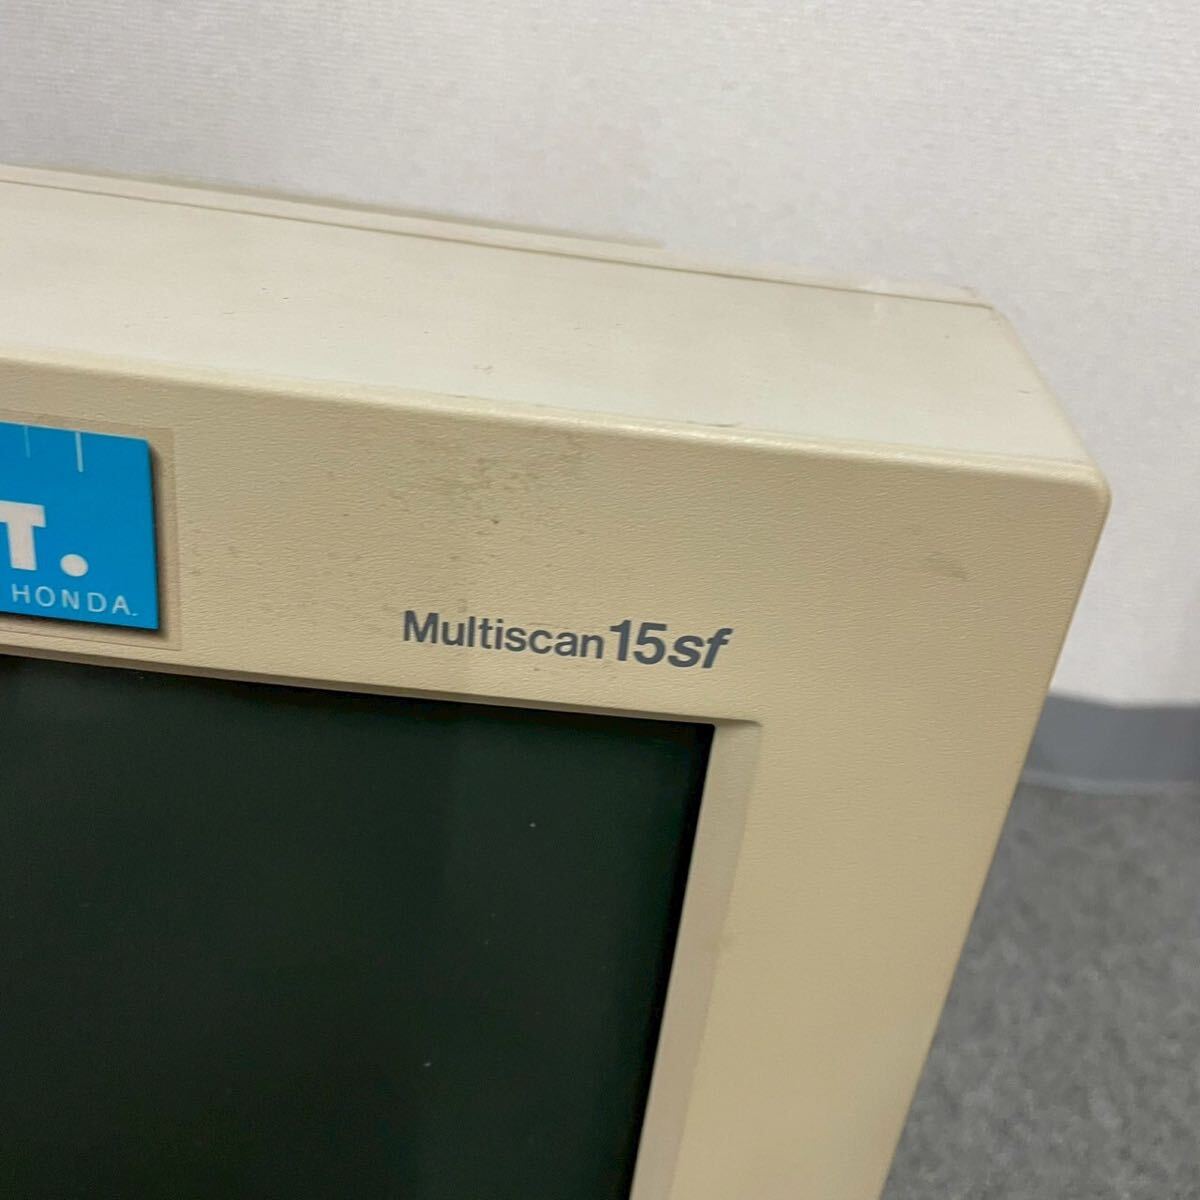 T.
HONDA.
Multiscan 15sf